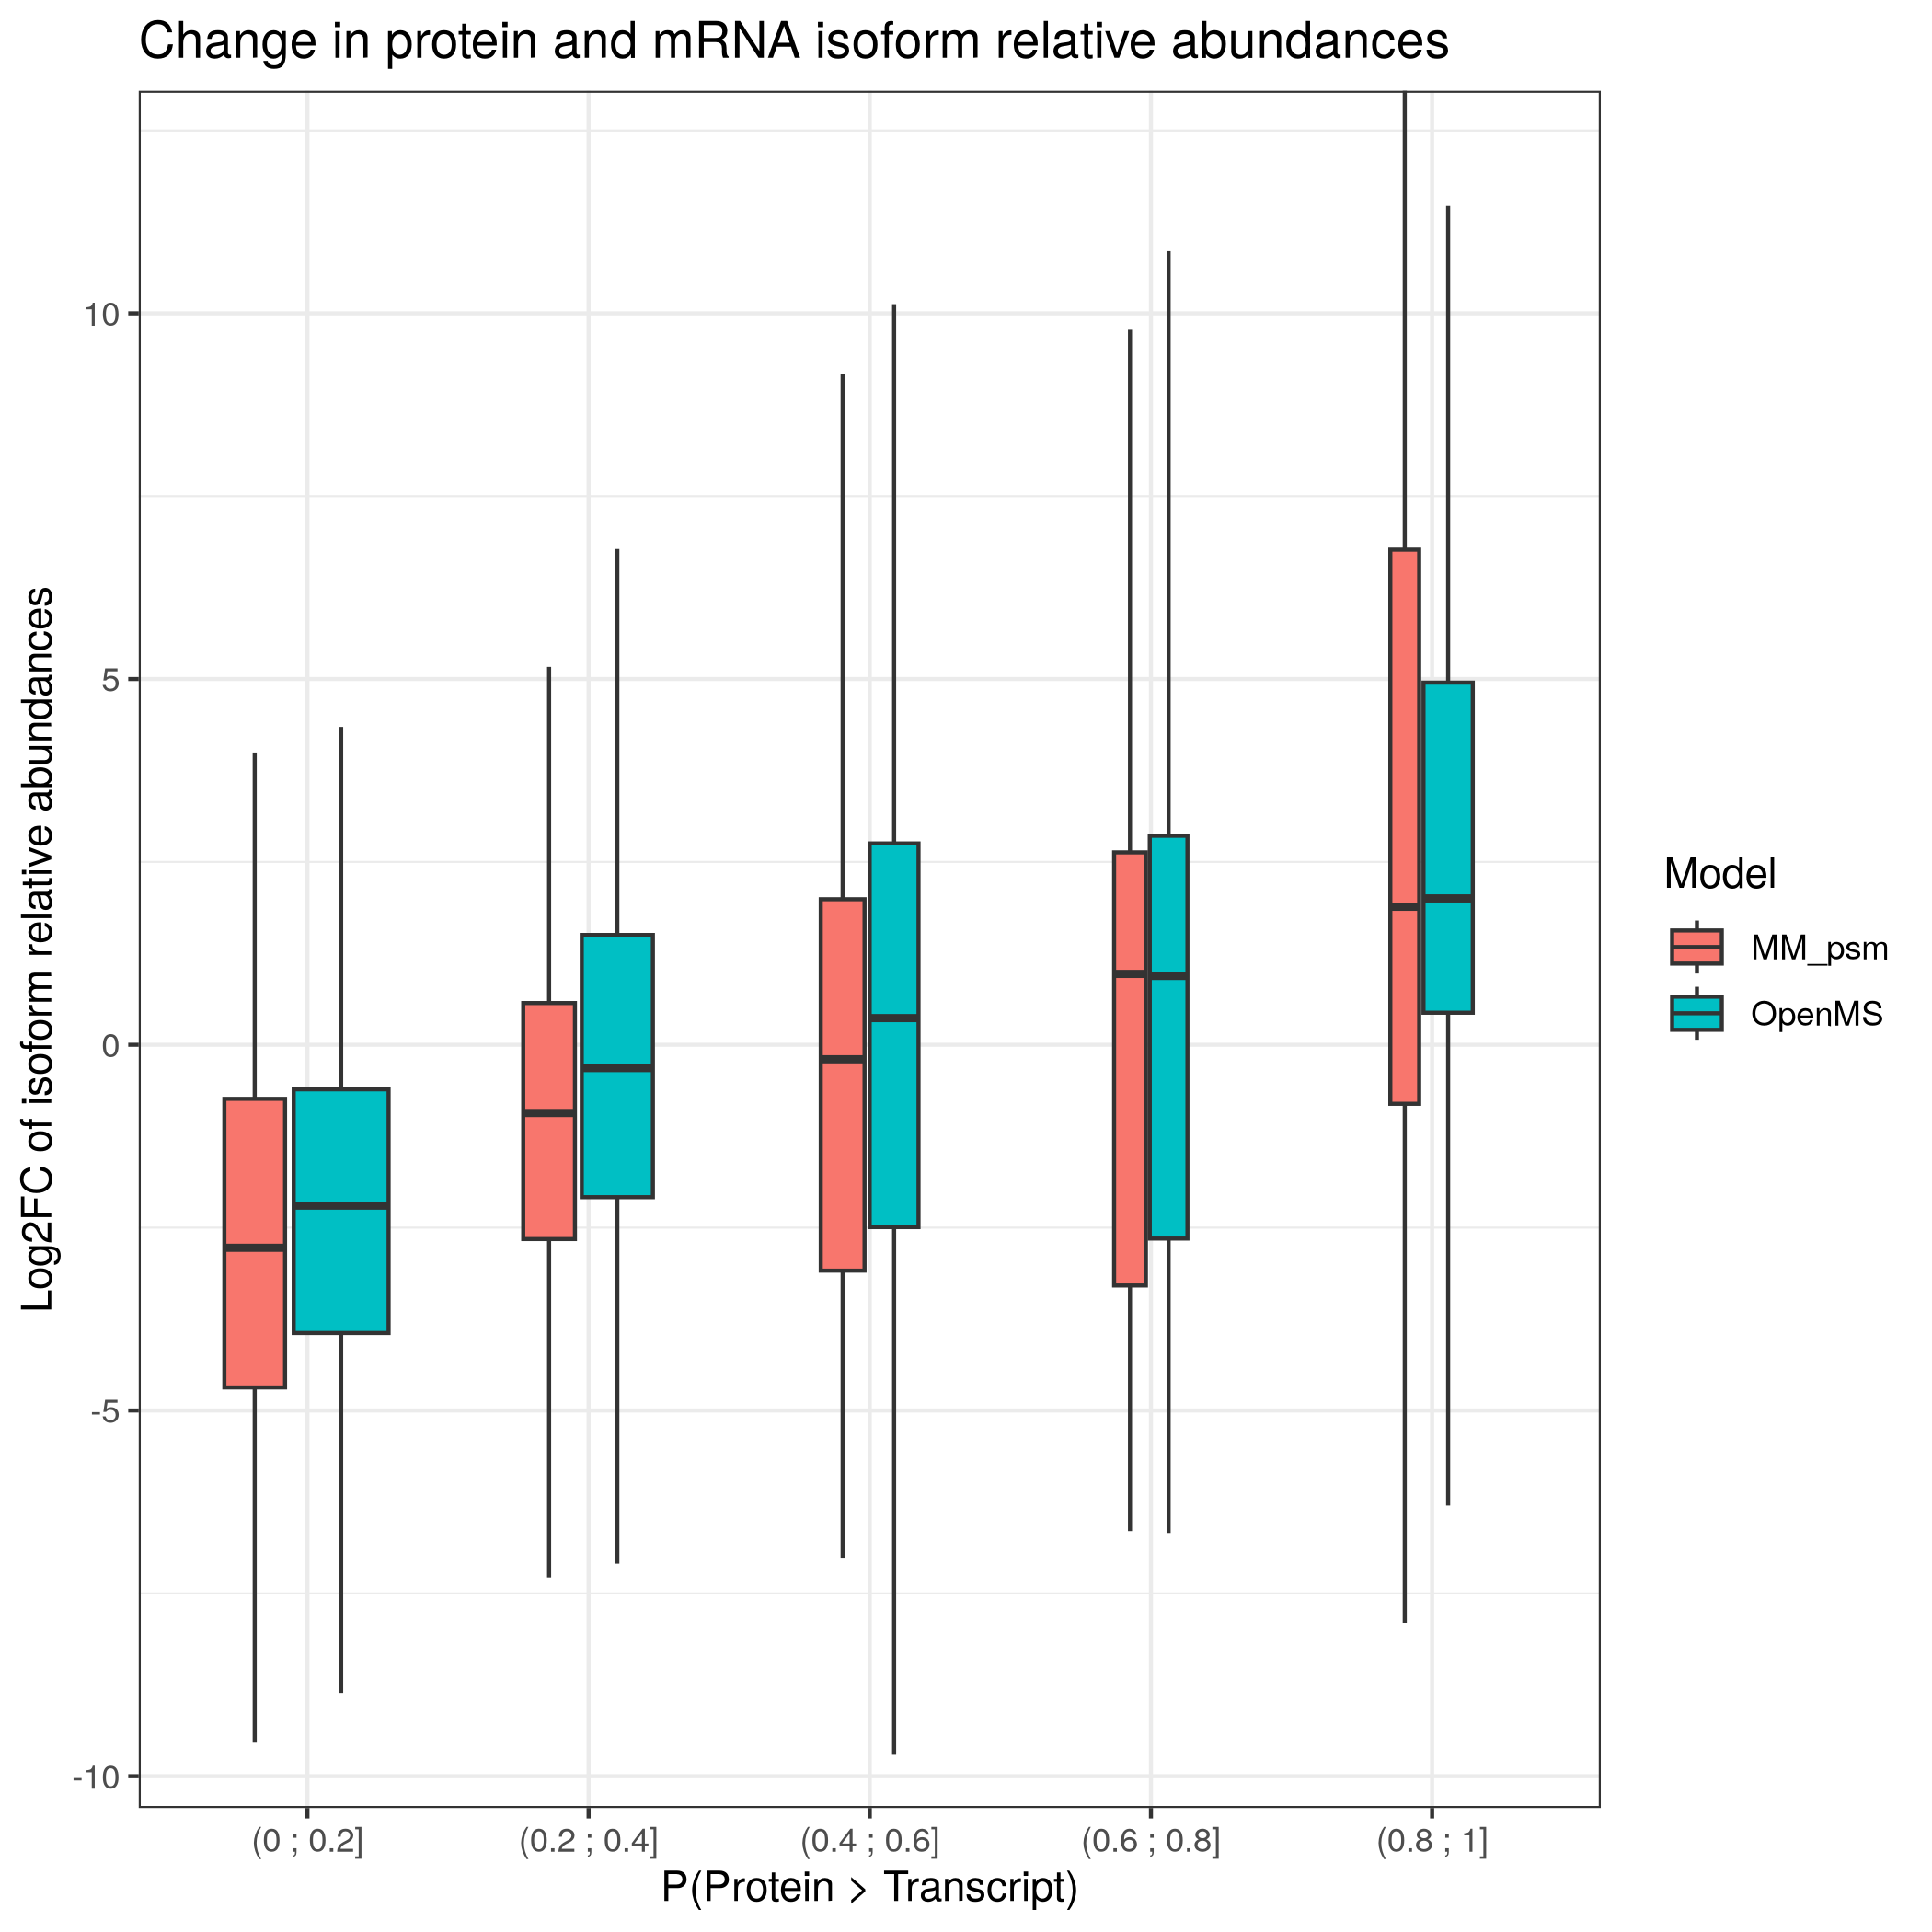 Change in protein and mRNA isoform relative abundances
Log2FC of isoform relative abundances
10
5
0
-5
-10
(0 ; 0.2]
(0.2 ; 0.4]
(0.4 ; 0.6]
(0.6 ; 0.8]
(0.8 ; 1]
P(Protein > Transcript)
Model
MM_psm
OpenMS